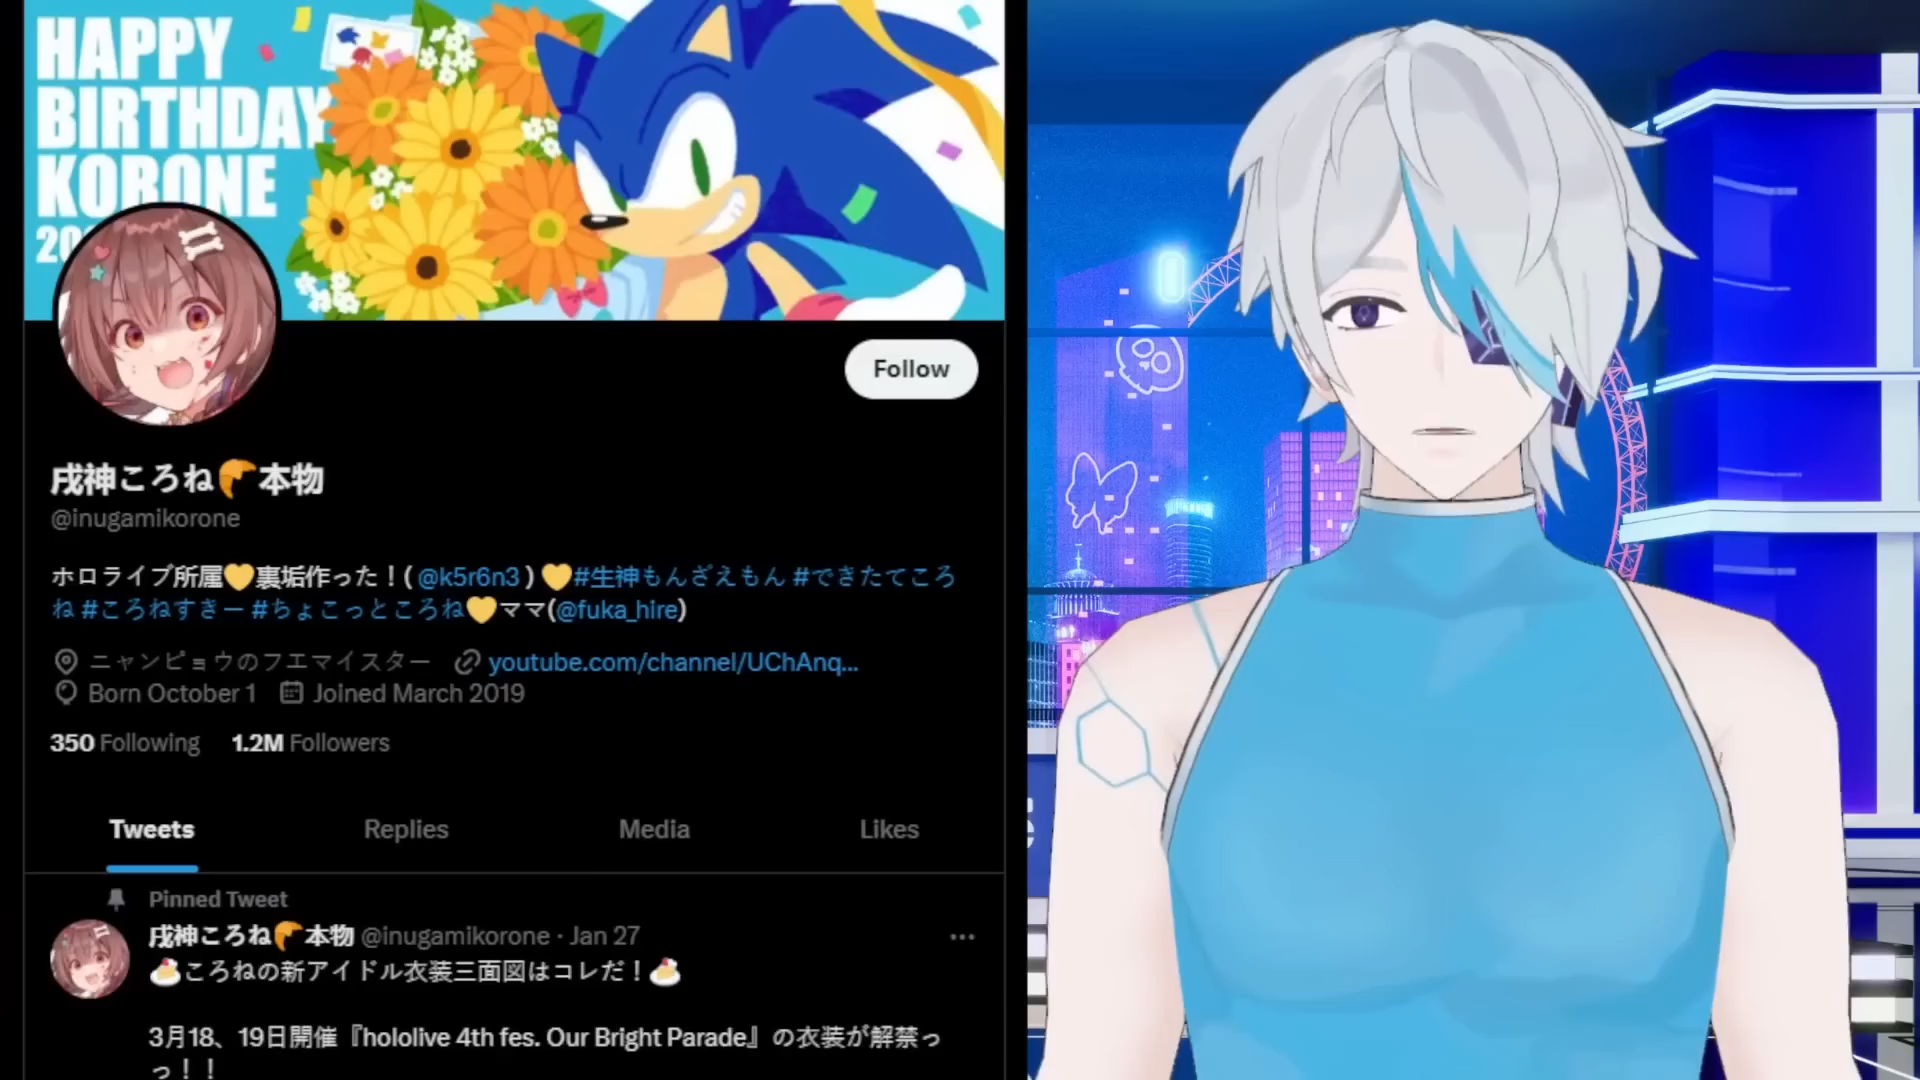 HAPPY
BIRTHDAY
KORONE
20
Follow
戌神ころね🥐本物
@inugamikorone
ホロライブ所属💛裏垢作った！( @k5r6n3 ) 💛#生神もんざえもん #できたてころ
ね #ころねすきー #ちょこっところね💛ママ(@fuka_hire)
ニャンピョウのフエマイスター youtube.com/channel/UChAnq...
Born October 1 Joined March 2019
350 Following 1.2M Followers
Tweets Replies Media Likes
Pinned Tweet
戌神ころね🥐本物 @inugamikorone · Jan 27
🍰ころねの新アイドル衣装三面図はコレだ！🍰
3月18、19日開催『hololive 4th fes. Our Bright Parade』の衣装が解禁っ
っ！！